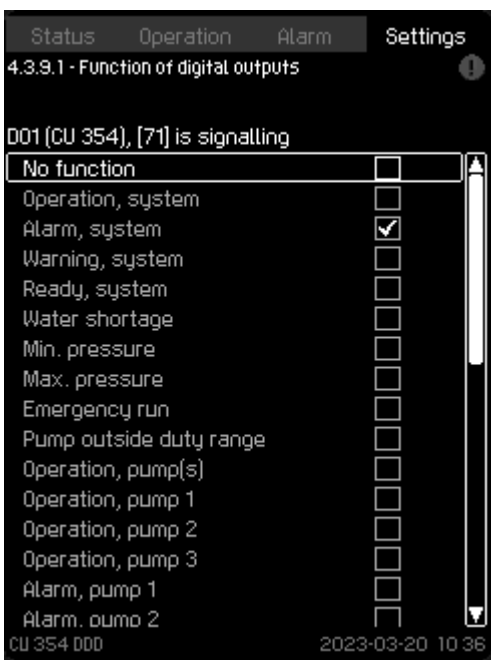 Status Operation Alarm Settings
4.3.9.1 - Function of digital outputs
DO1 (CU 354), [71] is signalling
No function
Operation, system
Alarm, system
Warning, system
Ready, system
Water shortage
Min. pressure
Max. pressure
Emergency run
Pump outside duty range
Operation, pump(s)
Operation, pump 1
Operation, pump 2
Operation, pump 3
Alarm, pump 1
Alarm, pump 2
CU 354 DDD 2023-03-20 10:36